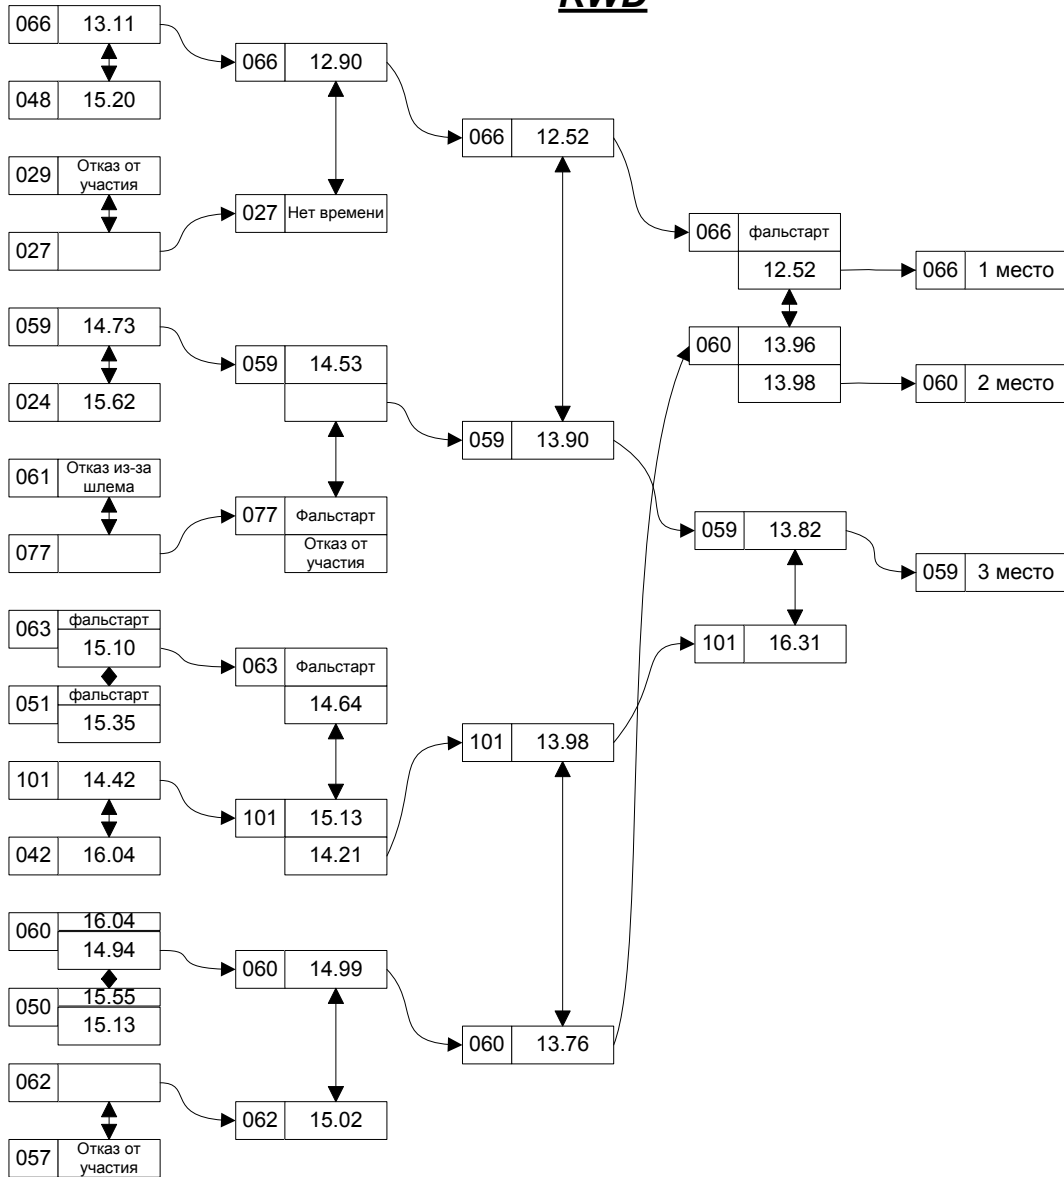 RWD
066 13.11
048 15.20
029 Отказ от
участия
027
059 14.73
024 15.62
061 Отказ из-за
шлема
077
063 фальстарт
15.10
051 фальстарт
15.35
101 14.42
042 16.04
060 16.04
14.94
050 15.55
15.13
062
057 Отказ от
участия
066 12.90
027 Нет времени
059 14.53
077 Фальстарт
Отказ от
участия
063 Фальстарт
14.64
101 15.13
14.21
060 14.99
062 15.02
066 12.52
059 13.90
101 13.98
060 13.76
066 фальстарт
12.52
060 13.96
13.98
059 13.82
101 16.31
066 1 место
060 2 место
059 3 место